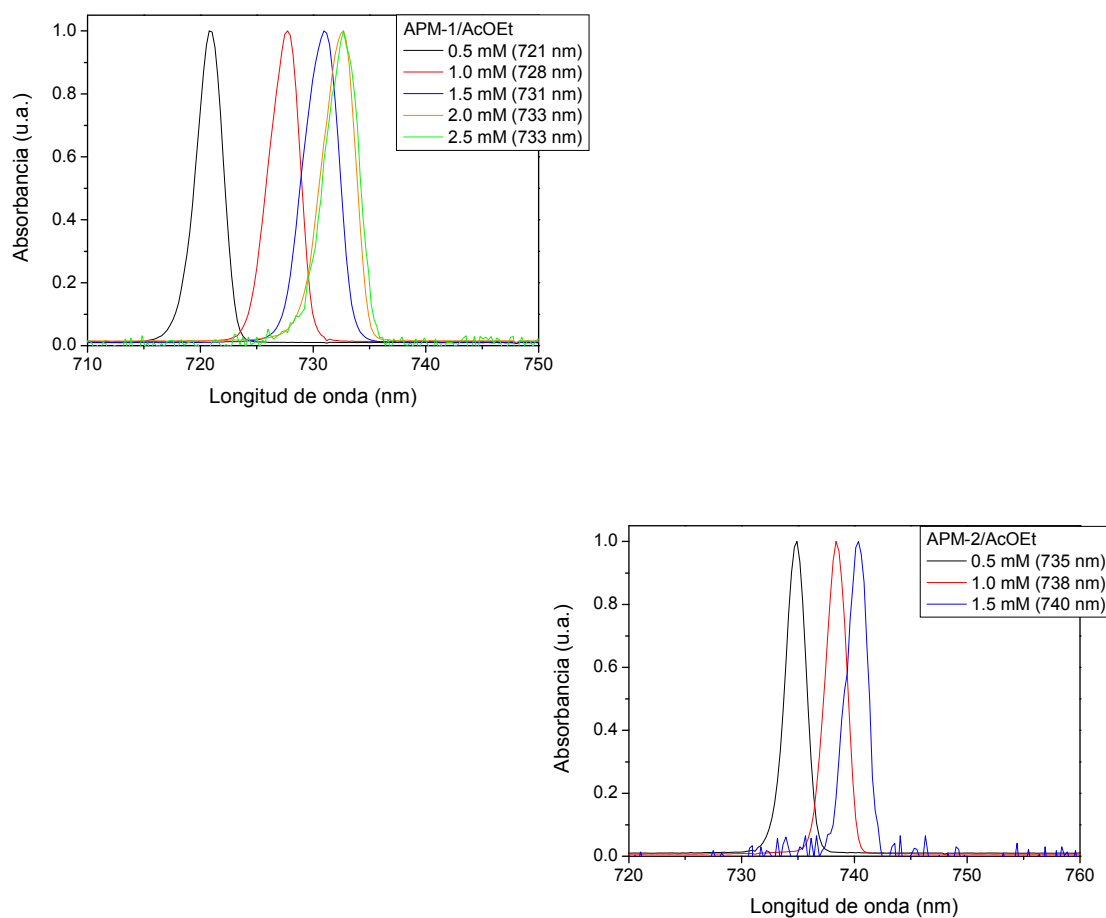 APM-1/AcOEt
0.5 mM (721 nm)
1.0 mM (728 nm)
1.5 mM (731 nm)
2.0 mM (733 nm)
2.5 mM (733 nm)
Absorbancia (u.a.)
1.0
0.8
0.6
0.4
0.2
0.0
710 720 730 740 750
Longitud de onda (nm)
APM-2/AcOEt
0.5 mM (735 nm)
1.0 mM (738 nm)
1.5 mM (740 nm)
Absorbancia (u.a.)
1.0
0.8
0.6
0.4
0.2
0.0
720 730 740 750 760
Longitud de onda (nm)